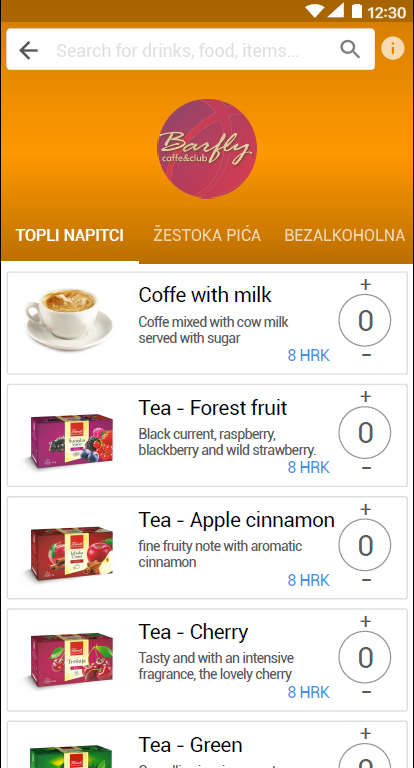 12:30
Search for drinks, food, items...
Barfly
caffe&club
TOPLI NAPITCI
ŽESTOKA PIĆA
BEZALKOHOLNA
Coffe with milk
Coffe mixed with cow milk
served with sugar
8 HRK
+
0
−
Tea - Forest fruit
Black current, raspberry,
blackberry and wild strawberry.
8 HRK
+
0
−
Tea - Apple cinnamon
fine fruity note with aromatic
cinnamon
8 HRK
+
0
−
Tea - Cherry
Tasty and with an intensive
fragrance, the lovely cherry
8 HRK
+
0
−
Tea - Green
+